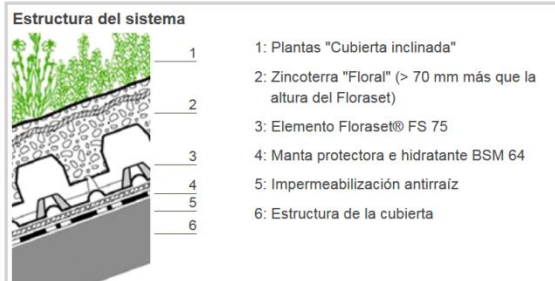 Estructura del sistema
1
2
3
4
5
6
1: Plantas "Cubierta inclinada"
2: Zincoterra "Floral" (> 70 mm más que la
altura del Floraset)
3: Elemento Floraset® FS 75
4: Manta protectora e hidratante BSM 64
5: Impermeabilización antirraíz
6: Estructura de la cubierta